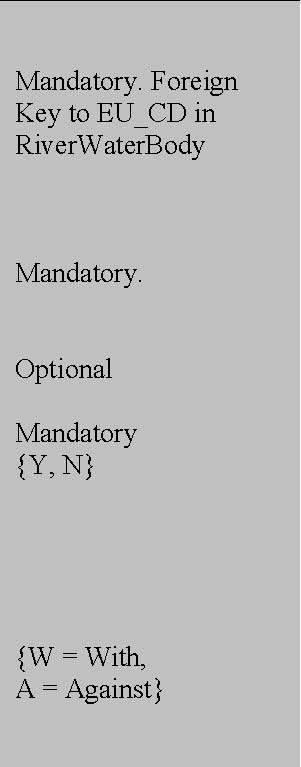 Mandatory. Foreign
Key to EU_CD in
RiverWaterBody
Mandatory.
Optional
Mandatory
{Y, N}
{W = With,
A = Against}